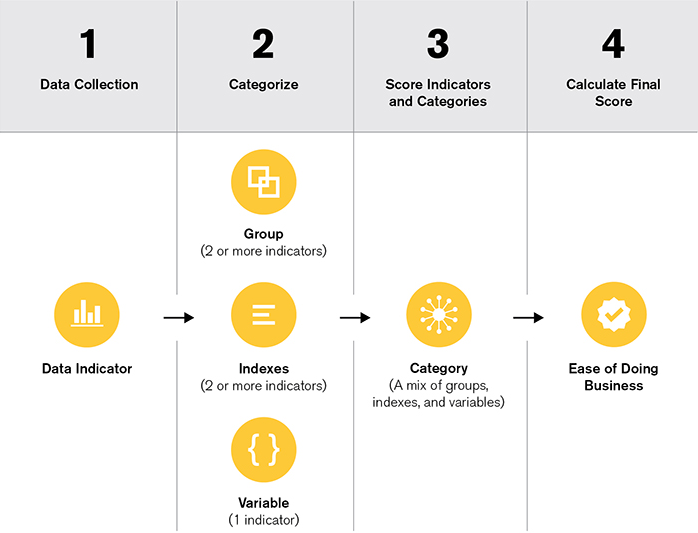 1
Data Collection
2
Categorize
3
Score Indicators
and Categories
4
Calculate Final
Score
Data Indicator
Group
(2 or more indicators)
Indexes
(2 or more indicators)
{ }
Variable
(1 indicator)
Category
(A mix of groups,
indexes, and variables)
Ease of Doing
Business